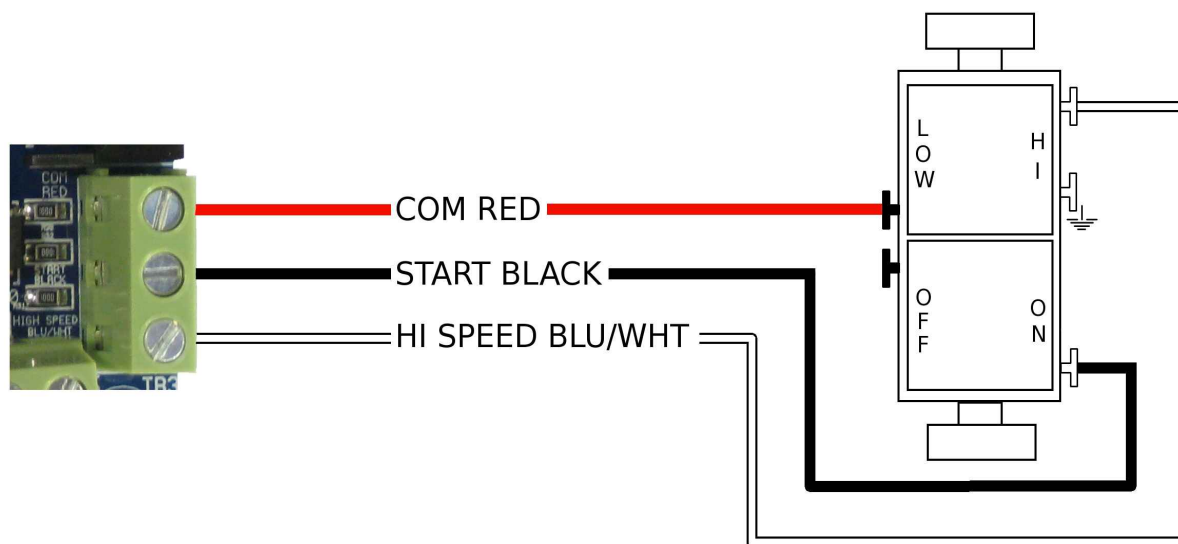 COM
RED
START
BLACK
HIGH SPEED
BLU/WHT
TB3
COM RED
START BLACK
HI SPEED BLU/WHT
LOW
HI
OFF
ON